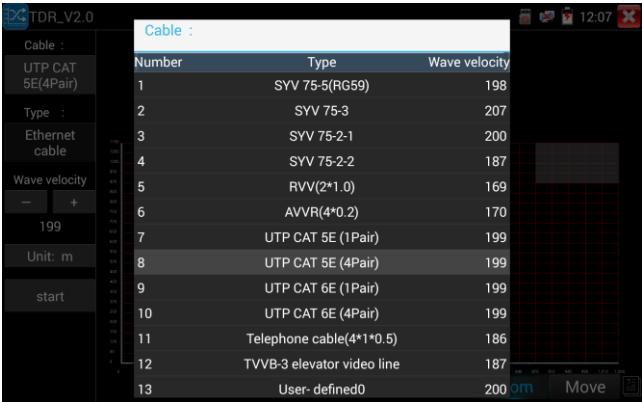 TDR_V2.0
12:07
Cable :
UTP CAT
5E(4Pair)
Type :
Ethernet
cable
Wave velocity
− +
199
Unit: m
start
Cable :
Number Type Wave velocity
1 SYV 75-5(RG59) 198
2 SYV 75-3 207
3 SYV 75-2-1 200
4 SYV 75-2-2 187
5 RVV(2*1.0) 169
6 AVVR(4*0.2) 170
7 UTP CAT 5E (1Pair) 199
8 UTP CAT 5E (4Pair) 199
9 UTP CAT 6E (1Pair) 199
10 UTP CAT 6E (4Pair) 199
11 Telephone cable(4*1*0.5) 186
12 TVVB-3 elevator video line 187
13 User- defined0 200
om Move